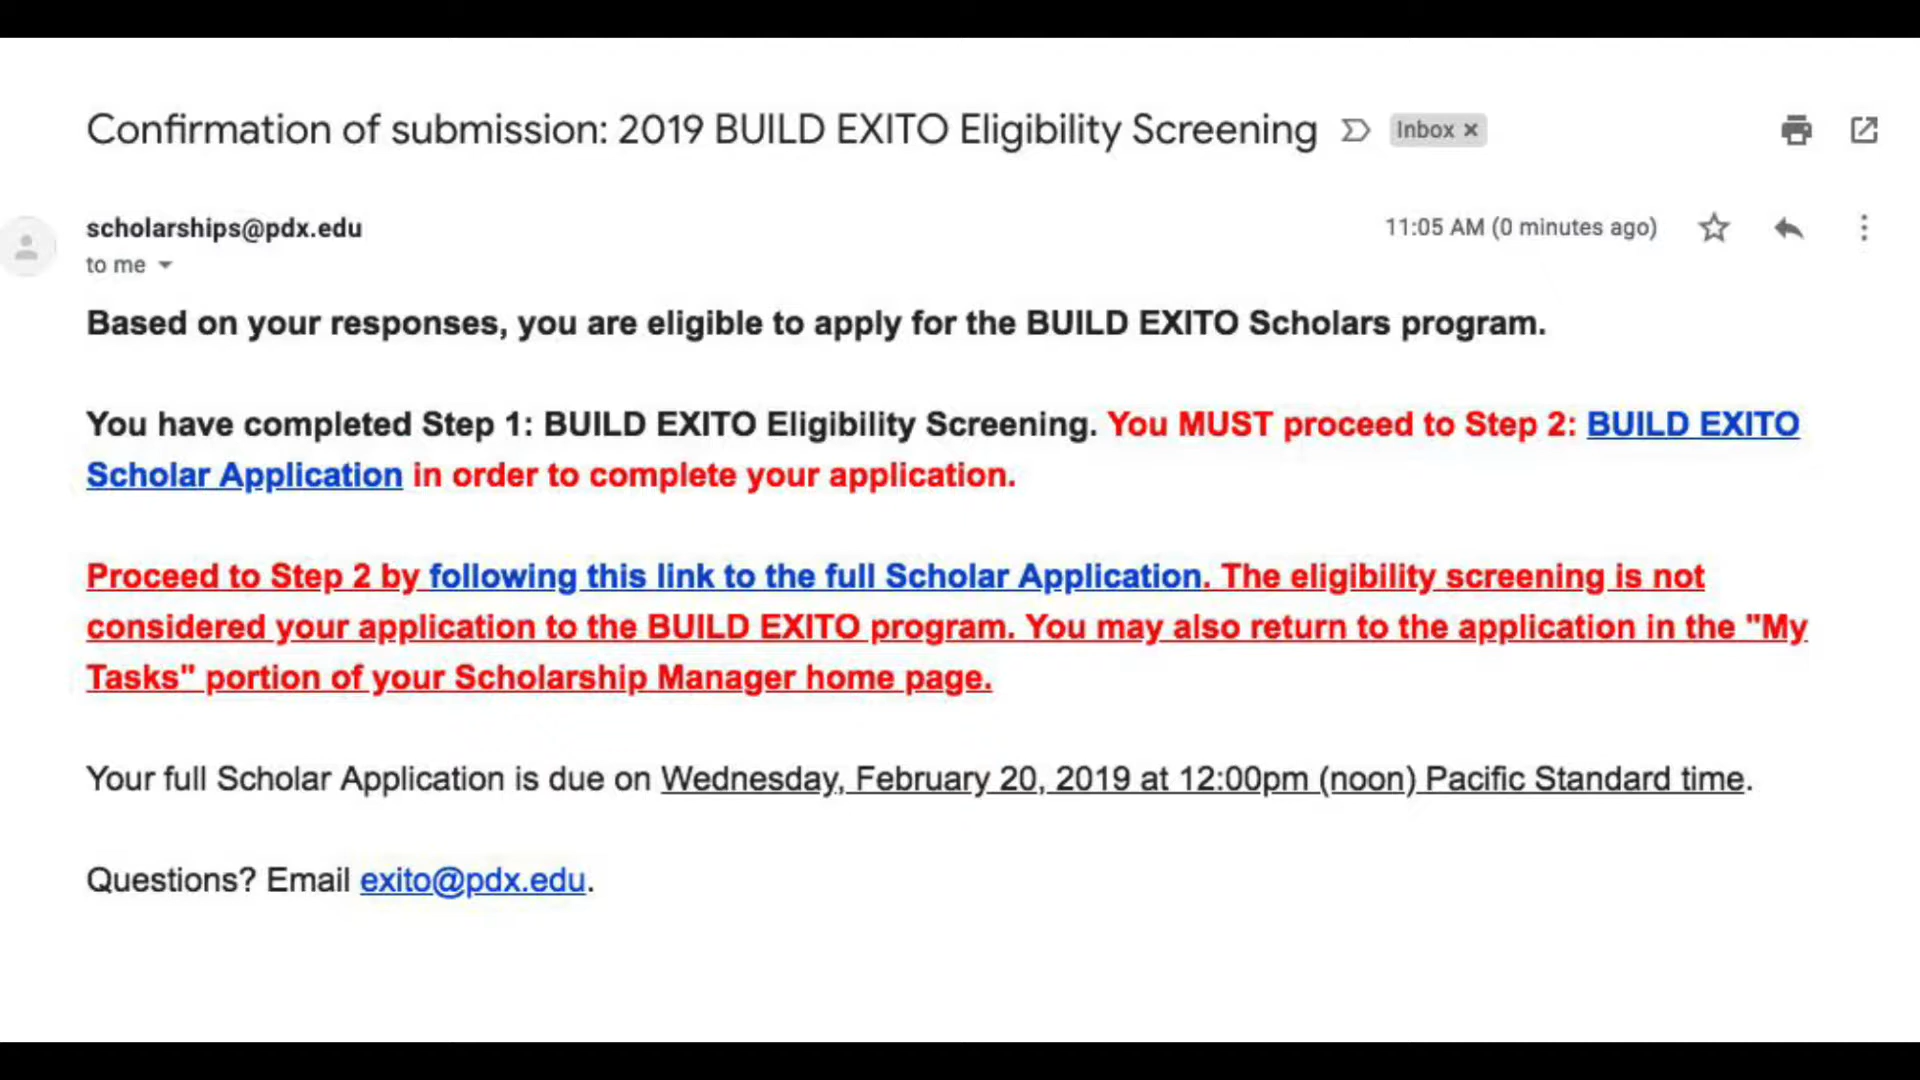 Confirmation of submission: 2019 BUILD EXITO Eligibility Screening Inbox ×
scholarships@pdx.edu 11:05 AM (0 minutes ago)
to me
Based on your responses, you are eligible to apply for the BUILD EXITO Scholars program.
You have completed Step 1: BUILD EXITO Eligibility Screening. You MUST proceed to Step 2: BUILD EXITO
Scholar Application in order to complete your application.
Proceed to Step 2 by following this link to the full Scholar Application. The eligibility screening is not
considered your application to the BUILD EXITO program. You may also return to the application in the "My
Tasks" portion of your Scholarship Manager home page.
Your full Scholar Application is due on Wednesday, February 20, 2019 at 12:00pm (noon) Pacific Standard time.
Questions? Email exito@pdx.edu.